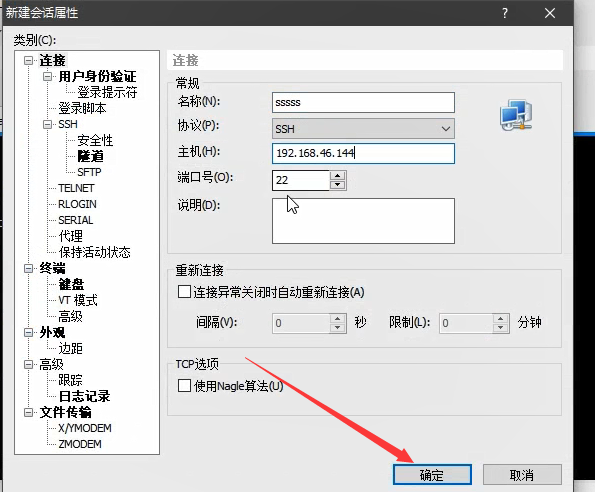 新建会话属性
?
类别(C):
连接
用户身份验证
登录提示符
登录脚本
SSH
安全性
隧道
SFTP
TELNET
RLOGIN
SERIAL
代理
保持活动状态
终端
键盘
VT 模式
高级
外观
边距
高级
跟踪
日志记录
文件传输
X/YMODEM
ZMODEM
连接
常规
名称(N): sssss
协议(P): SSH
主机(H): 192.168.46.144
端口号(O): 22
说明(D):
重新连接
连接异常关闭时自动重新连接(A)
间隔(V): 0 秒 限制(L): 0 分钟
TCP选项
使用Nagle算法(U)
确定 取消